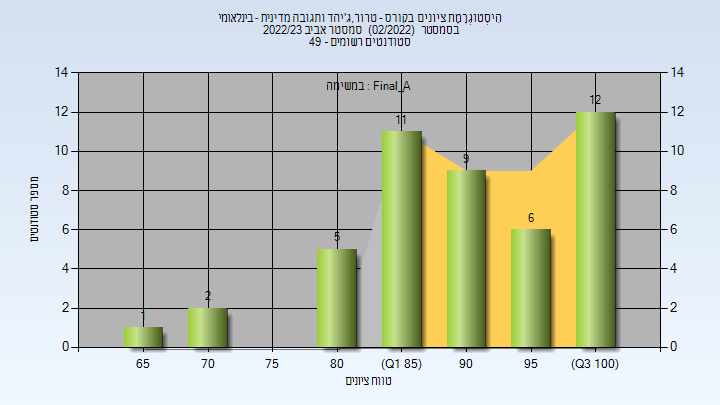 הִיסְטוֹגְרָמַת ציונים בקורס - טרור,ג'יהד ותגובה מדינית - בינלאומי
בסמסטר (02/2022) סמסטר אביב 2022/23
סטודנטים רשומים - 49
במשימה : Final_A
14 14
12 12
10 10
8 8
6 6
4 4
2 2
0 0
1 2 5 11 9 6 12
מספר סטודנטים
65 70 75 80 (Q1 85) 90 95 (Q3 100)
טווח ציונים